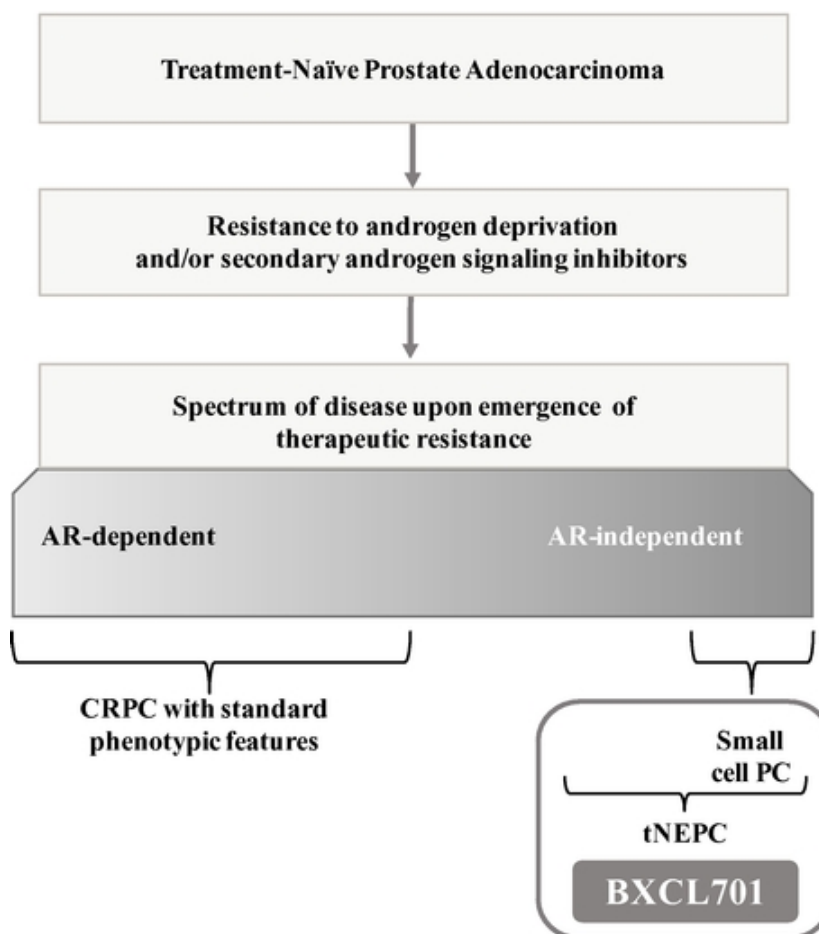 Treatment-Naïve Prostate Adenocarcinoma
Resistance to androgen deprivation
and/or secondary androgen signaling inhibitors
Spectrum of disease upon emergence of
therapeutic resistance
AR-dependent
AR-independent
CRPC with standard
phenotypic features
Small
cell PC
tNEPC
BXCL701